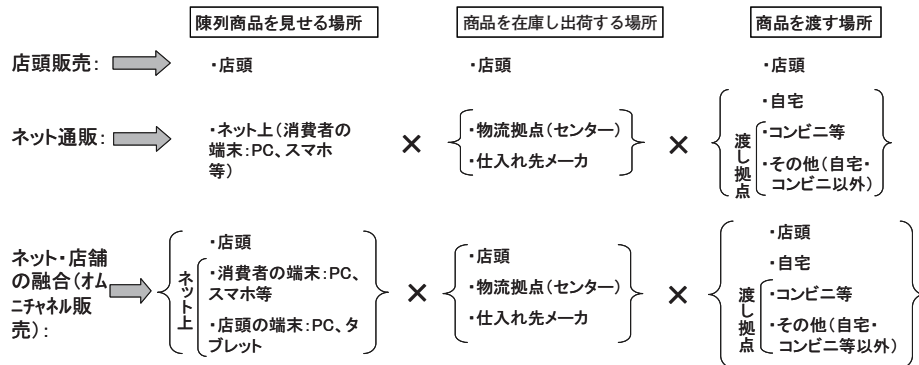 陳列商品を見せる場所
商品を在庫し出荷する場所
商品を渡す場所
店頭販売：
・店頭
・店頭
・店頭
ネット通販：
・ネット上（消費者の
端末：PC、スマホ
等）
×
・物流拠点（センター）
・仕入れ先メーカ
×
・自宅
渡し拠点
・コンビニ等
・その他（自宅・
コンビニ以外）
ネット・店舗
の融合（オム
ニチャネル販
売）：
・店頭
ネット上
・消費者の端末：PC、
スマホ等
・店頭の端末：PC、タ
ブレット
×
・店頭
・物流拠点（センター）
・仕入れ先メーカ
×
・店頭
・自宅
渡し拠点
・コンビニ等
・その他（自宅・
コンビニ等以外）